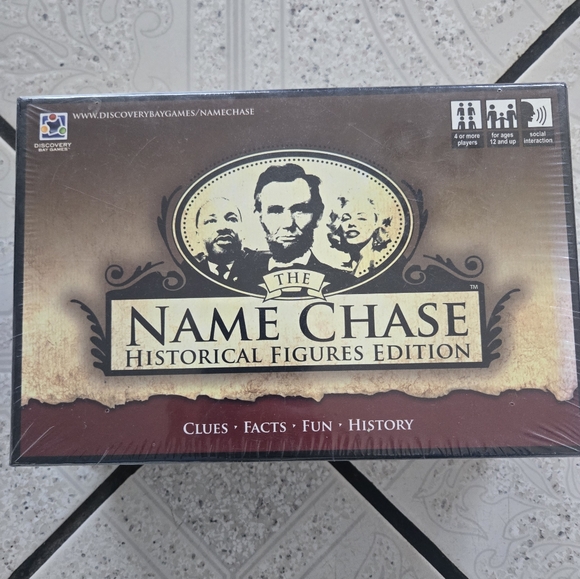 WWW.DISCOVERYBAYGAMES/NAMECHASE
DISCOVERY
BAY GAMES
4 or more
players
for ages
12 and up
social
interaction
THE
NAME CHASE
TM
HISTORICAL FIGURES EDITION
CLUES · FACTS · FUN · HISTORY